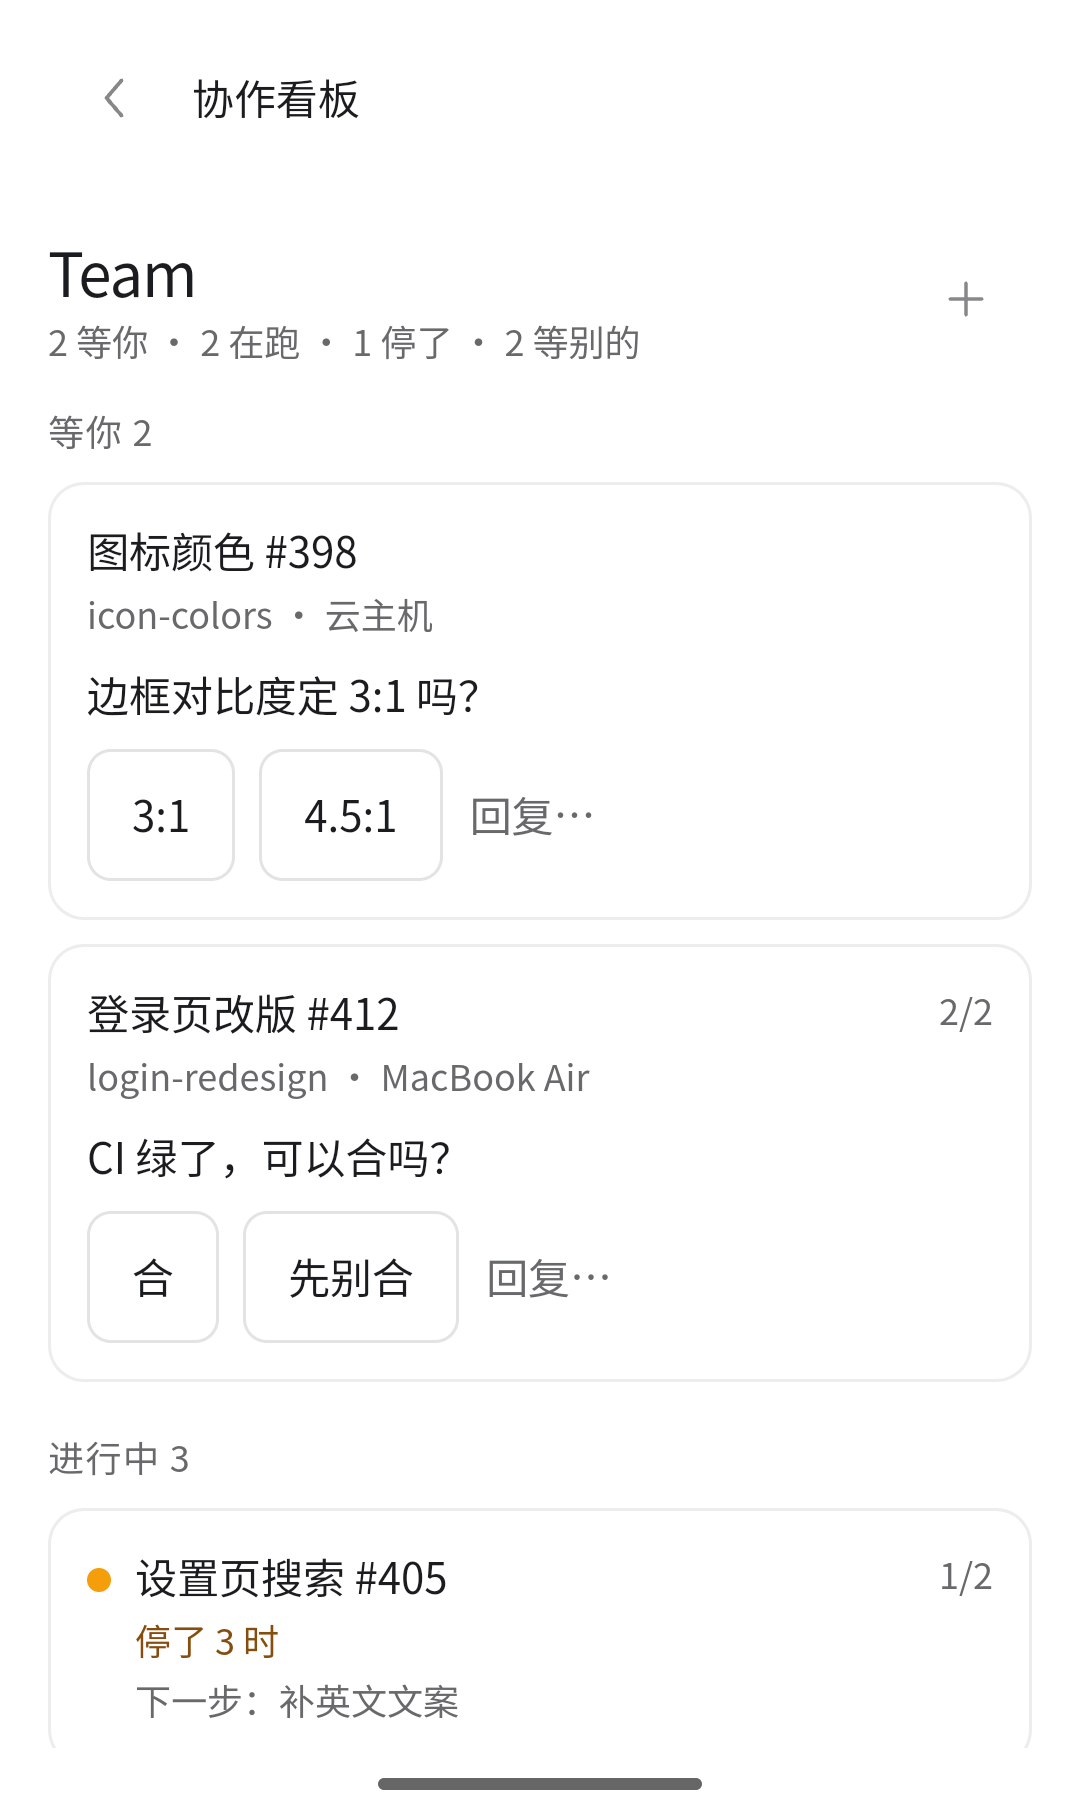 协作看板
Team
2 等你 · 2 在跑 · 1 停了 · 2 等别的
等你 2
图标颜色 #398
icon-colors · 云主机
边框对比度定 3:1 吗？
3:1
4.5:1
回复…
登录页改版 #412
2/2
login-redesign · MacBook Air
CI 绿了，可以合吗？
合
先别合
回复…
进行中 3
设置页搜索 #405
1/2
停了 3 时
下一步：补英文文案